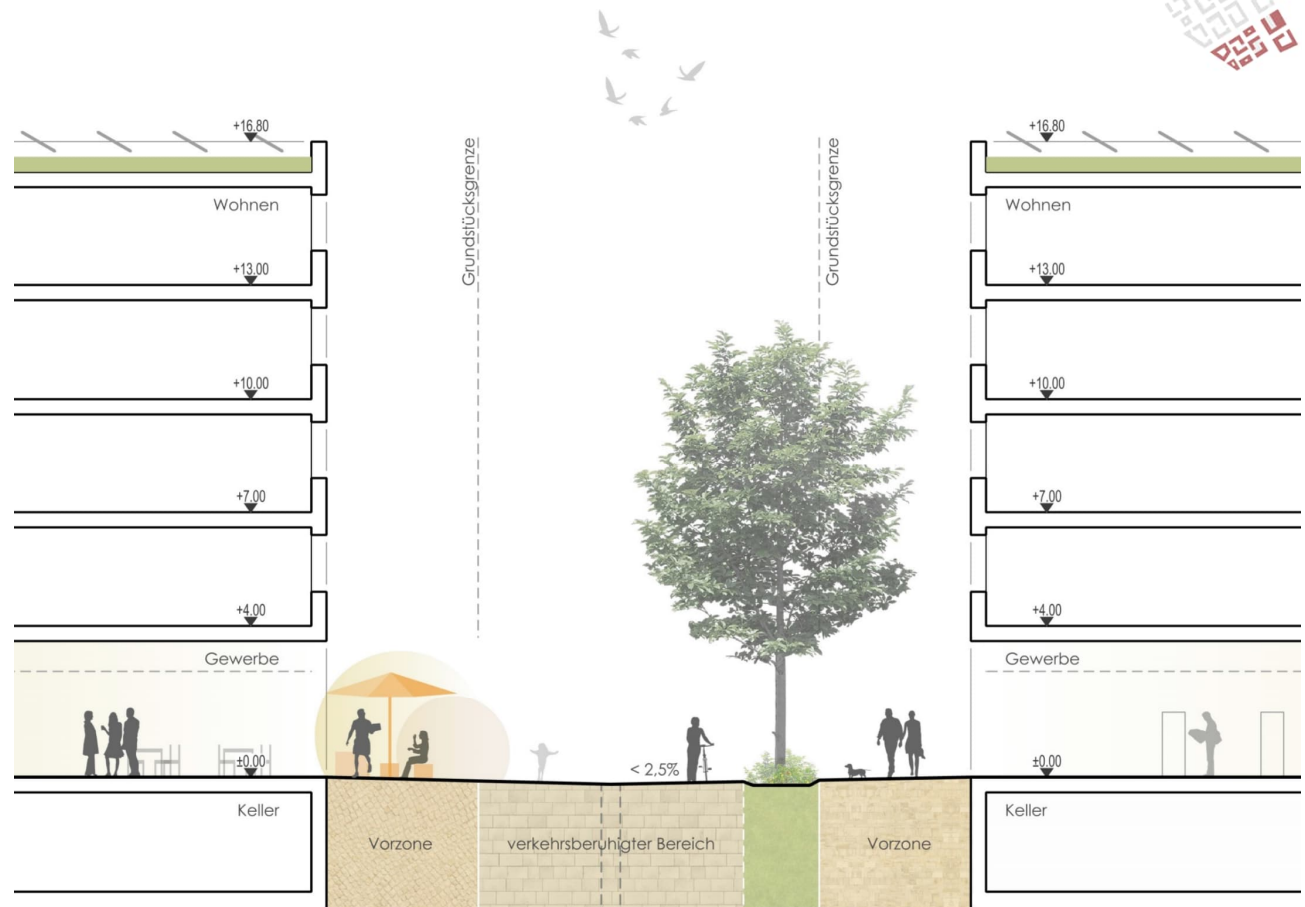 +16.80
+16.80
Grundstücksgrenze
Grundstücksgrenze
Wohnen
Wohnen
+13.00
+13.00
+10.00
+10.00
+7.00
+7.00
+4.00
+4.00
Gewerbe
Gewerbe
±0.00
< 2,5%
±0.00
Keller
Keller
Vorzone
verkehrsberuhigter Bereich
Vorzone